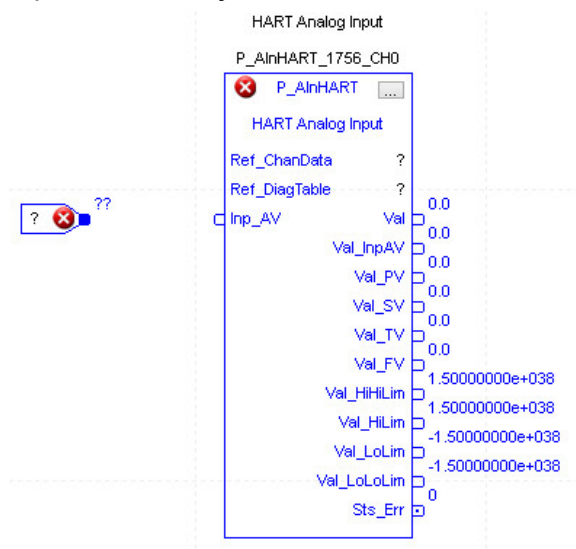 HART Analog Input
P_AInHART_1756_CH0
P_AInHART ...
HART Analog Input
Ref_ChanData ?
Ref_DiagTable ?
? ??
Inp_AV Val 0.0
Val_InpAV 0.0
Val_PV 0.0
Val_SV 0.0
Val_TV 0.0
Val_FV 0.0
Val_HiHiLim 1.50000000e+038
Val_HiLim 1.50000000e+038
Val_LoLim -1.50000000e+038
Val_LoLoLim -1.50000000e+038
Sts_Err 0